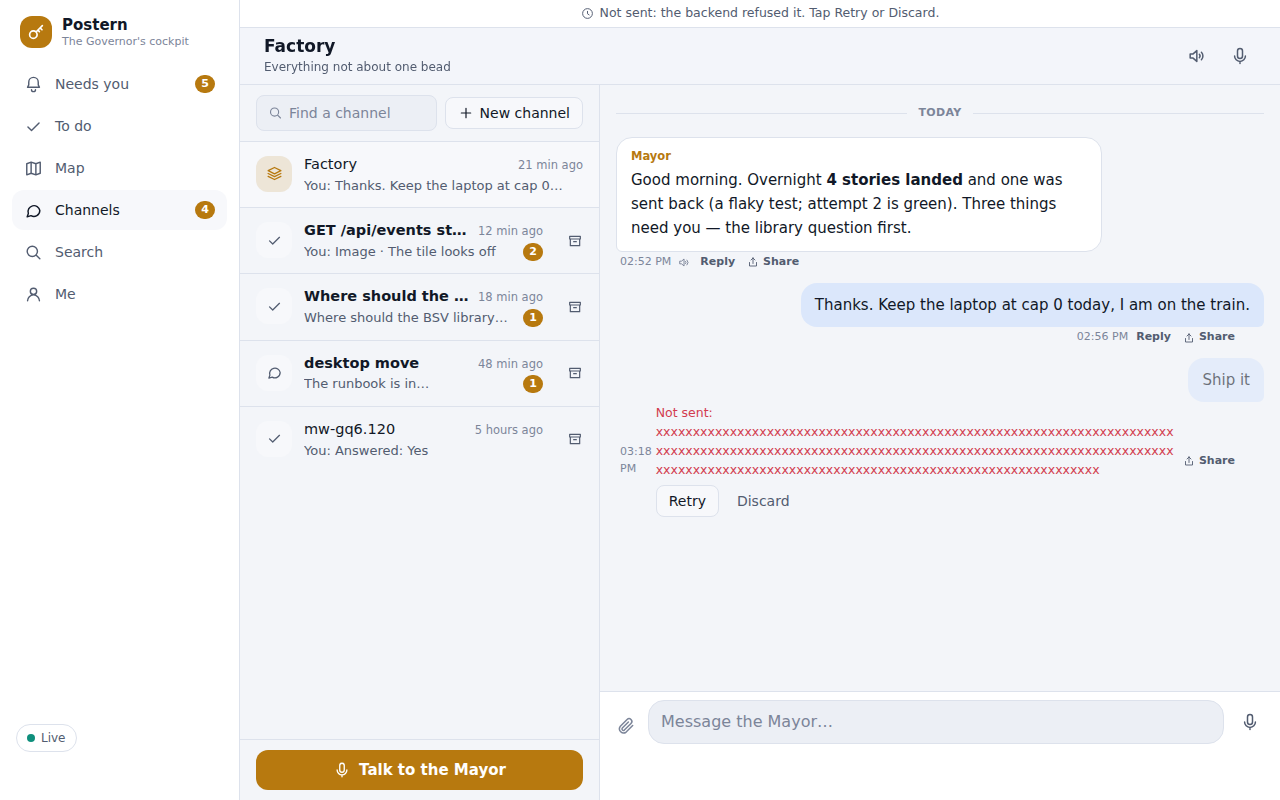 Postern
The Governor's cockpit
Needs you 5
To do
Map
Channels 4
Search
Me
Live
Not sent: the backend refused it. Tap Retry or Discard.
Factory
Everything not about one bead
Find a channel
New channel
Factory 21 min ago
You: Thanks. Keep the laptop at cap 0…
GET /api/events st… 12 min ago
You: Image · The tile looks off 2
Where should the … 18 min ago
Where should the BSV library… 1
desktop move 48 min ago
The runbook is in… 1
mw-gq6.120 5 hours ago
You: Answered: Yes
Talk to the Mayor
TODAY
Mayor
Good morning. Overnight 4 stories landed and one was
sent back (a flaky test; attempt 2 is green). Three things
need you — the library question first.
02:52 PM Reply Share
Thanks. Keep the laptop at cap 0 today, I am on the train.
02:56 PM Reply Share
Ship it
Not sent:
03:18 PM
Share
Retry Discard
Message the Mayor…